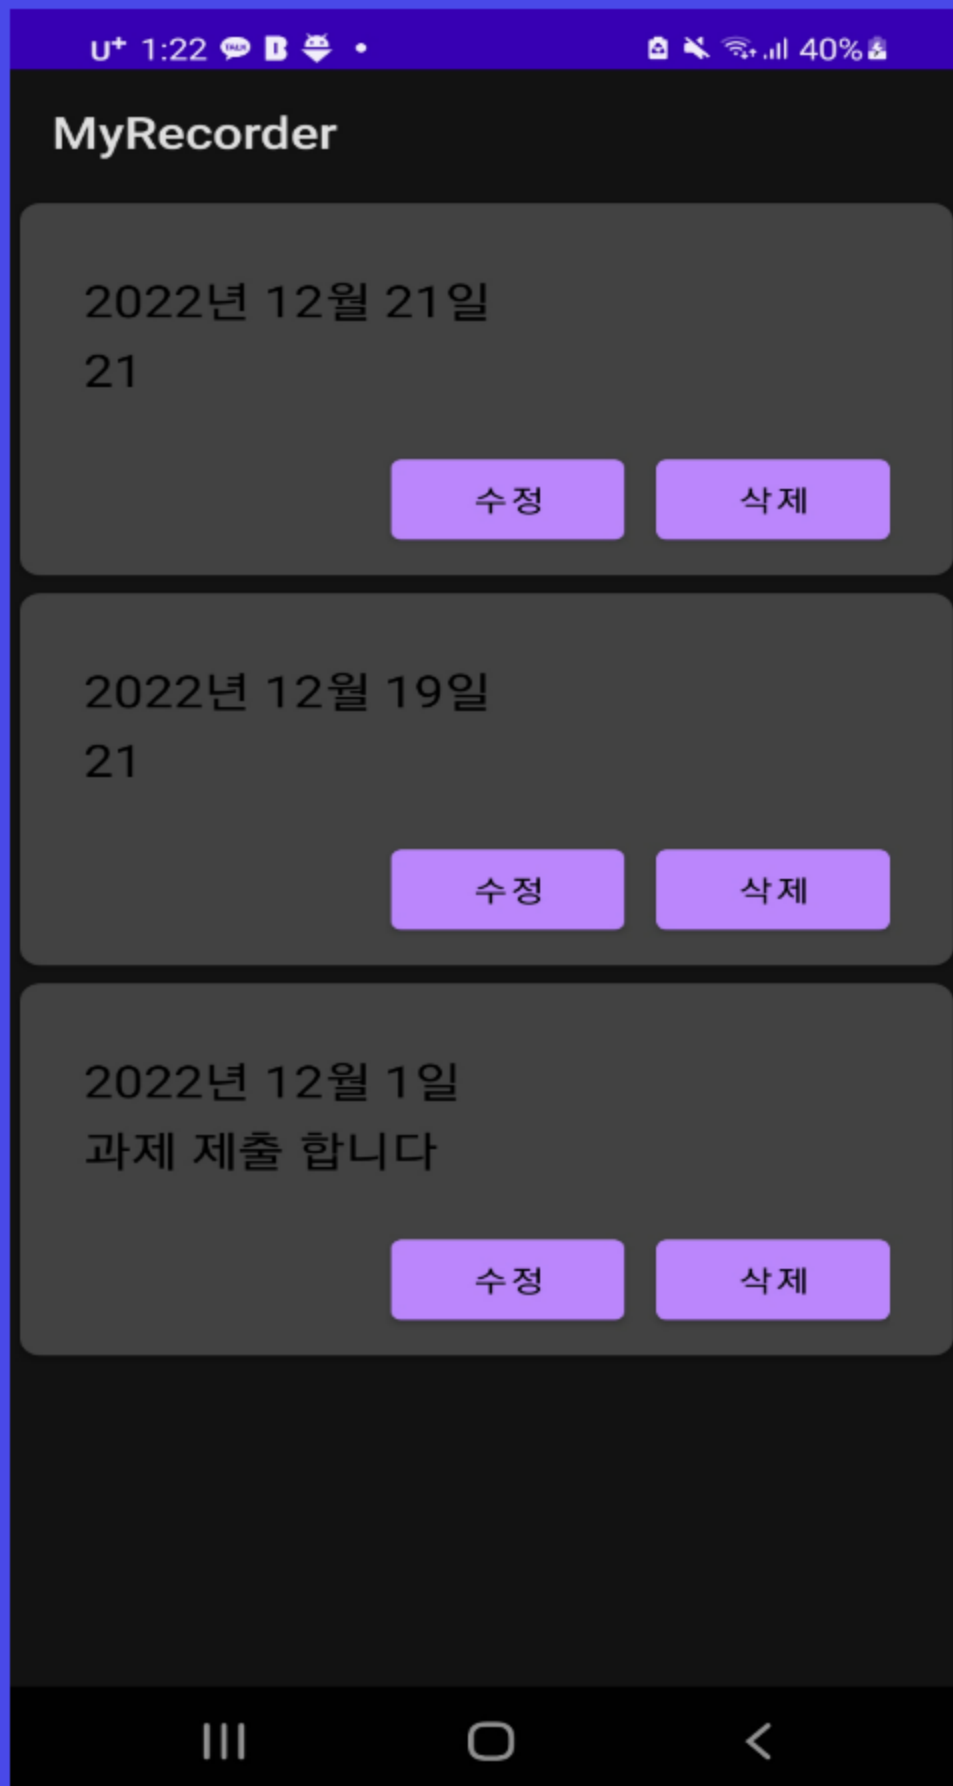 U+ 1:22 40%
MyRecorder
2022년 12월 21일
21
수정 삭제
2022년 12월 19일
21
수정 삭제
2022년 12월 1일
과제 제출 합니다
수정 삭제